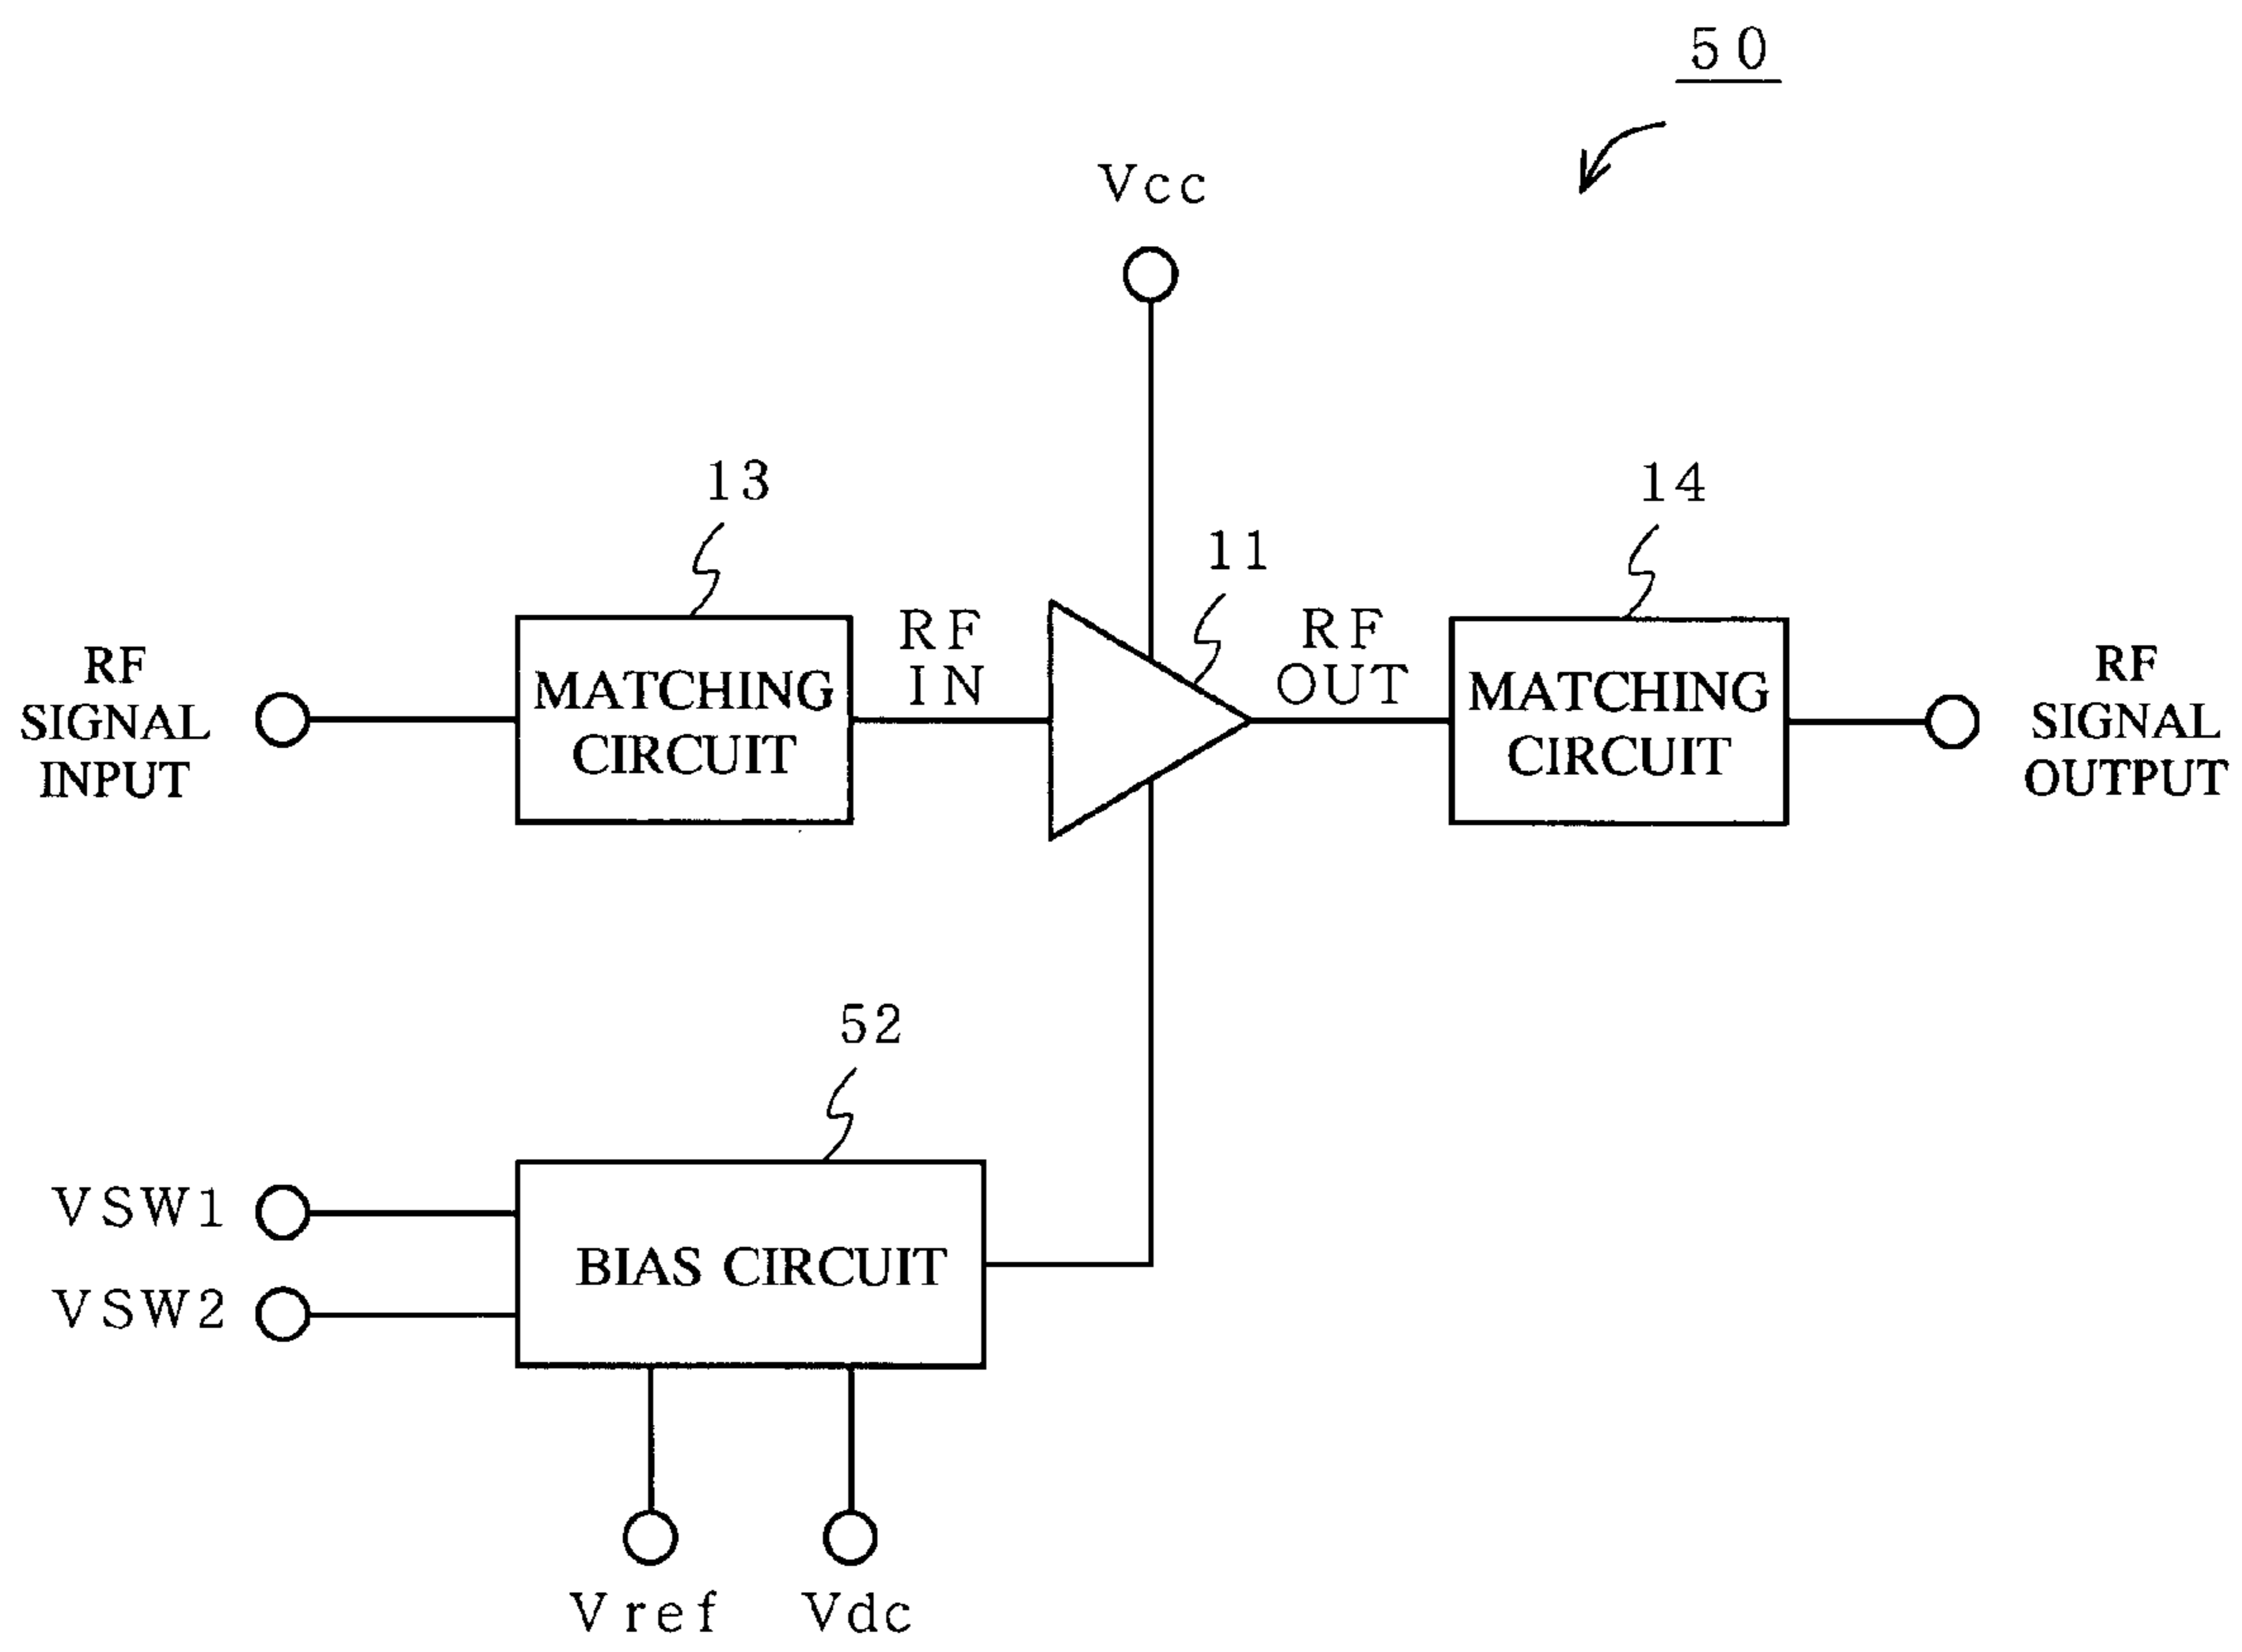 50
Vcc
13
14
11
RF
SIGNAL
INPUT
MATCHING
CIRCUIT
RF
IN
RF
OUT
MATCHING
CIRCUIT
RF
SIGNAL
OUTPUT
52
VSW1
VSW2
BIAS CIRCUIT
Vref
Vdc